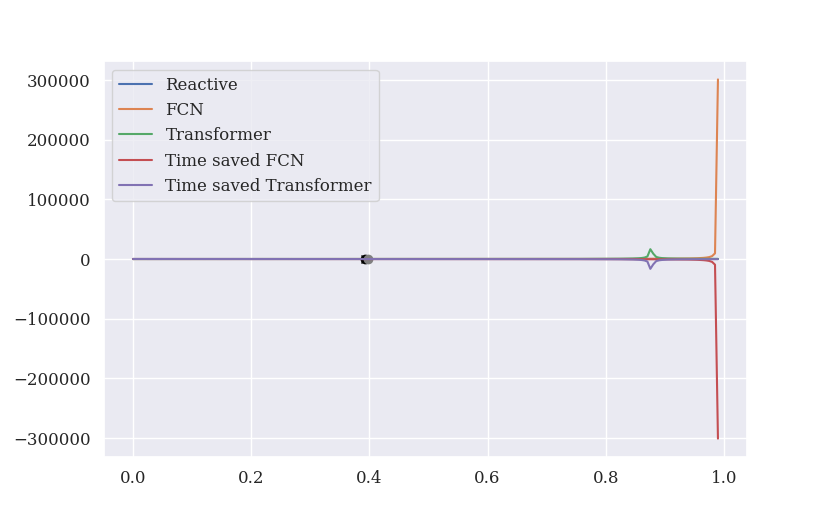 300000
200000
100000
0
−100000
−200000
−300000
Reactive
FCN
Transformer
Time saved FCN
Time saved Transformer
0.0 0.2 0.4 0.6 0.8 1.0